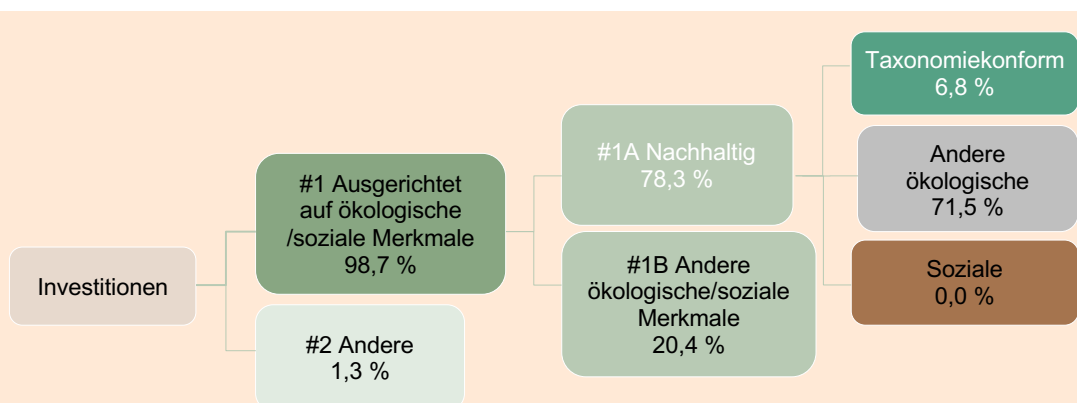 Investitionen
#1 Ausgerichtet
auf ökologische
/soziale Merkmale
98,7 %
#2 Andere
1,3 %
#1A Nachhaltig
78,3 %
#1B Andere
ökologische/soziale
Merkmale
20,4 %
Taxonomiekonform
6,8 %
Andere
ökologische
71,5 %
Soziale
0,0 %